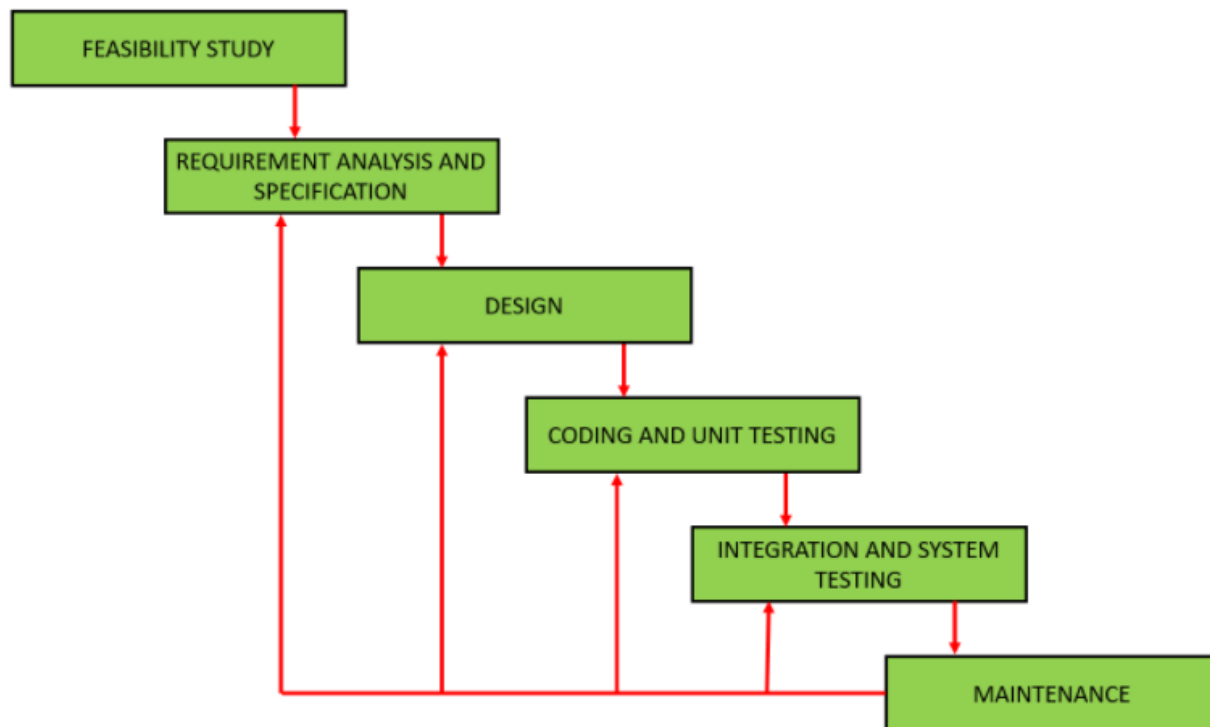 FEASIBILITY STUDY
REQUIREMENT ANALYSIS AND
SPECIFICATION
DESIGN
CODING AND UNIT TESTING
INTEGRATION AND SYSTEM
TESTING
MAINTENANCE